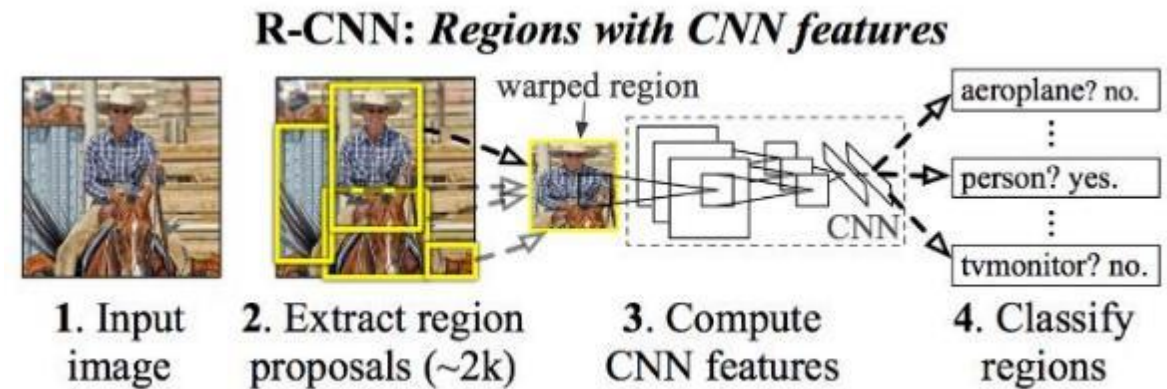 R-CNN: Regions with CNN features
warped region
aeroplane? no.
person? yes.
CNN
tvmonitor? no.
1. Input
image
2. Extract region
proposals (~2k)
3. Compute
CNN features
4. Classify
regions